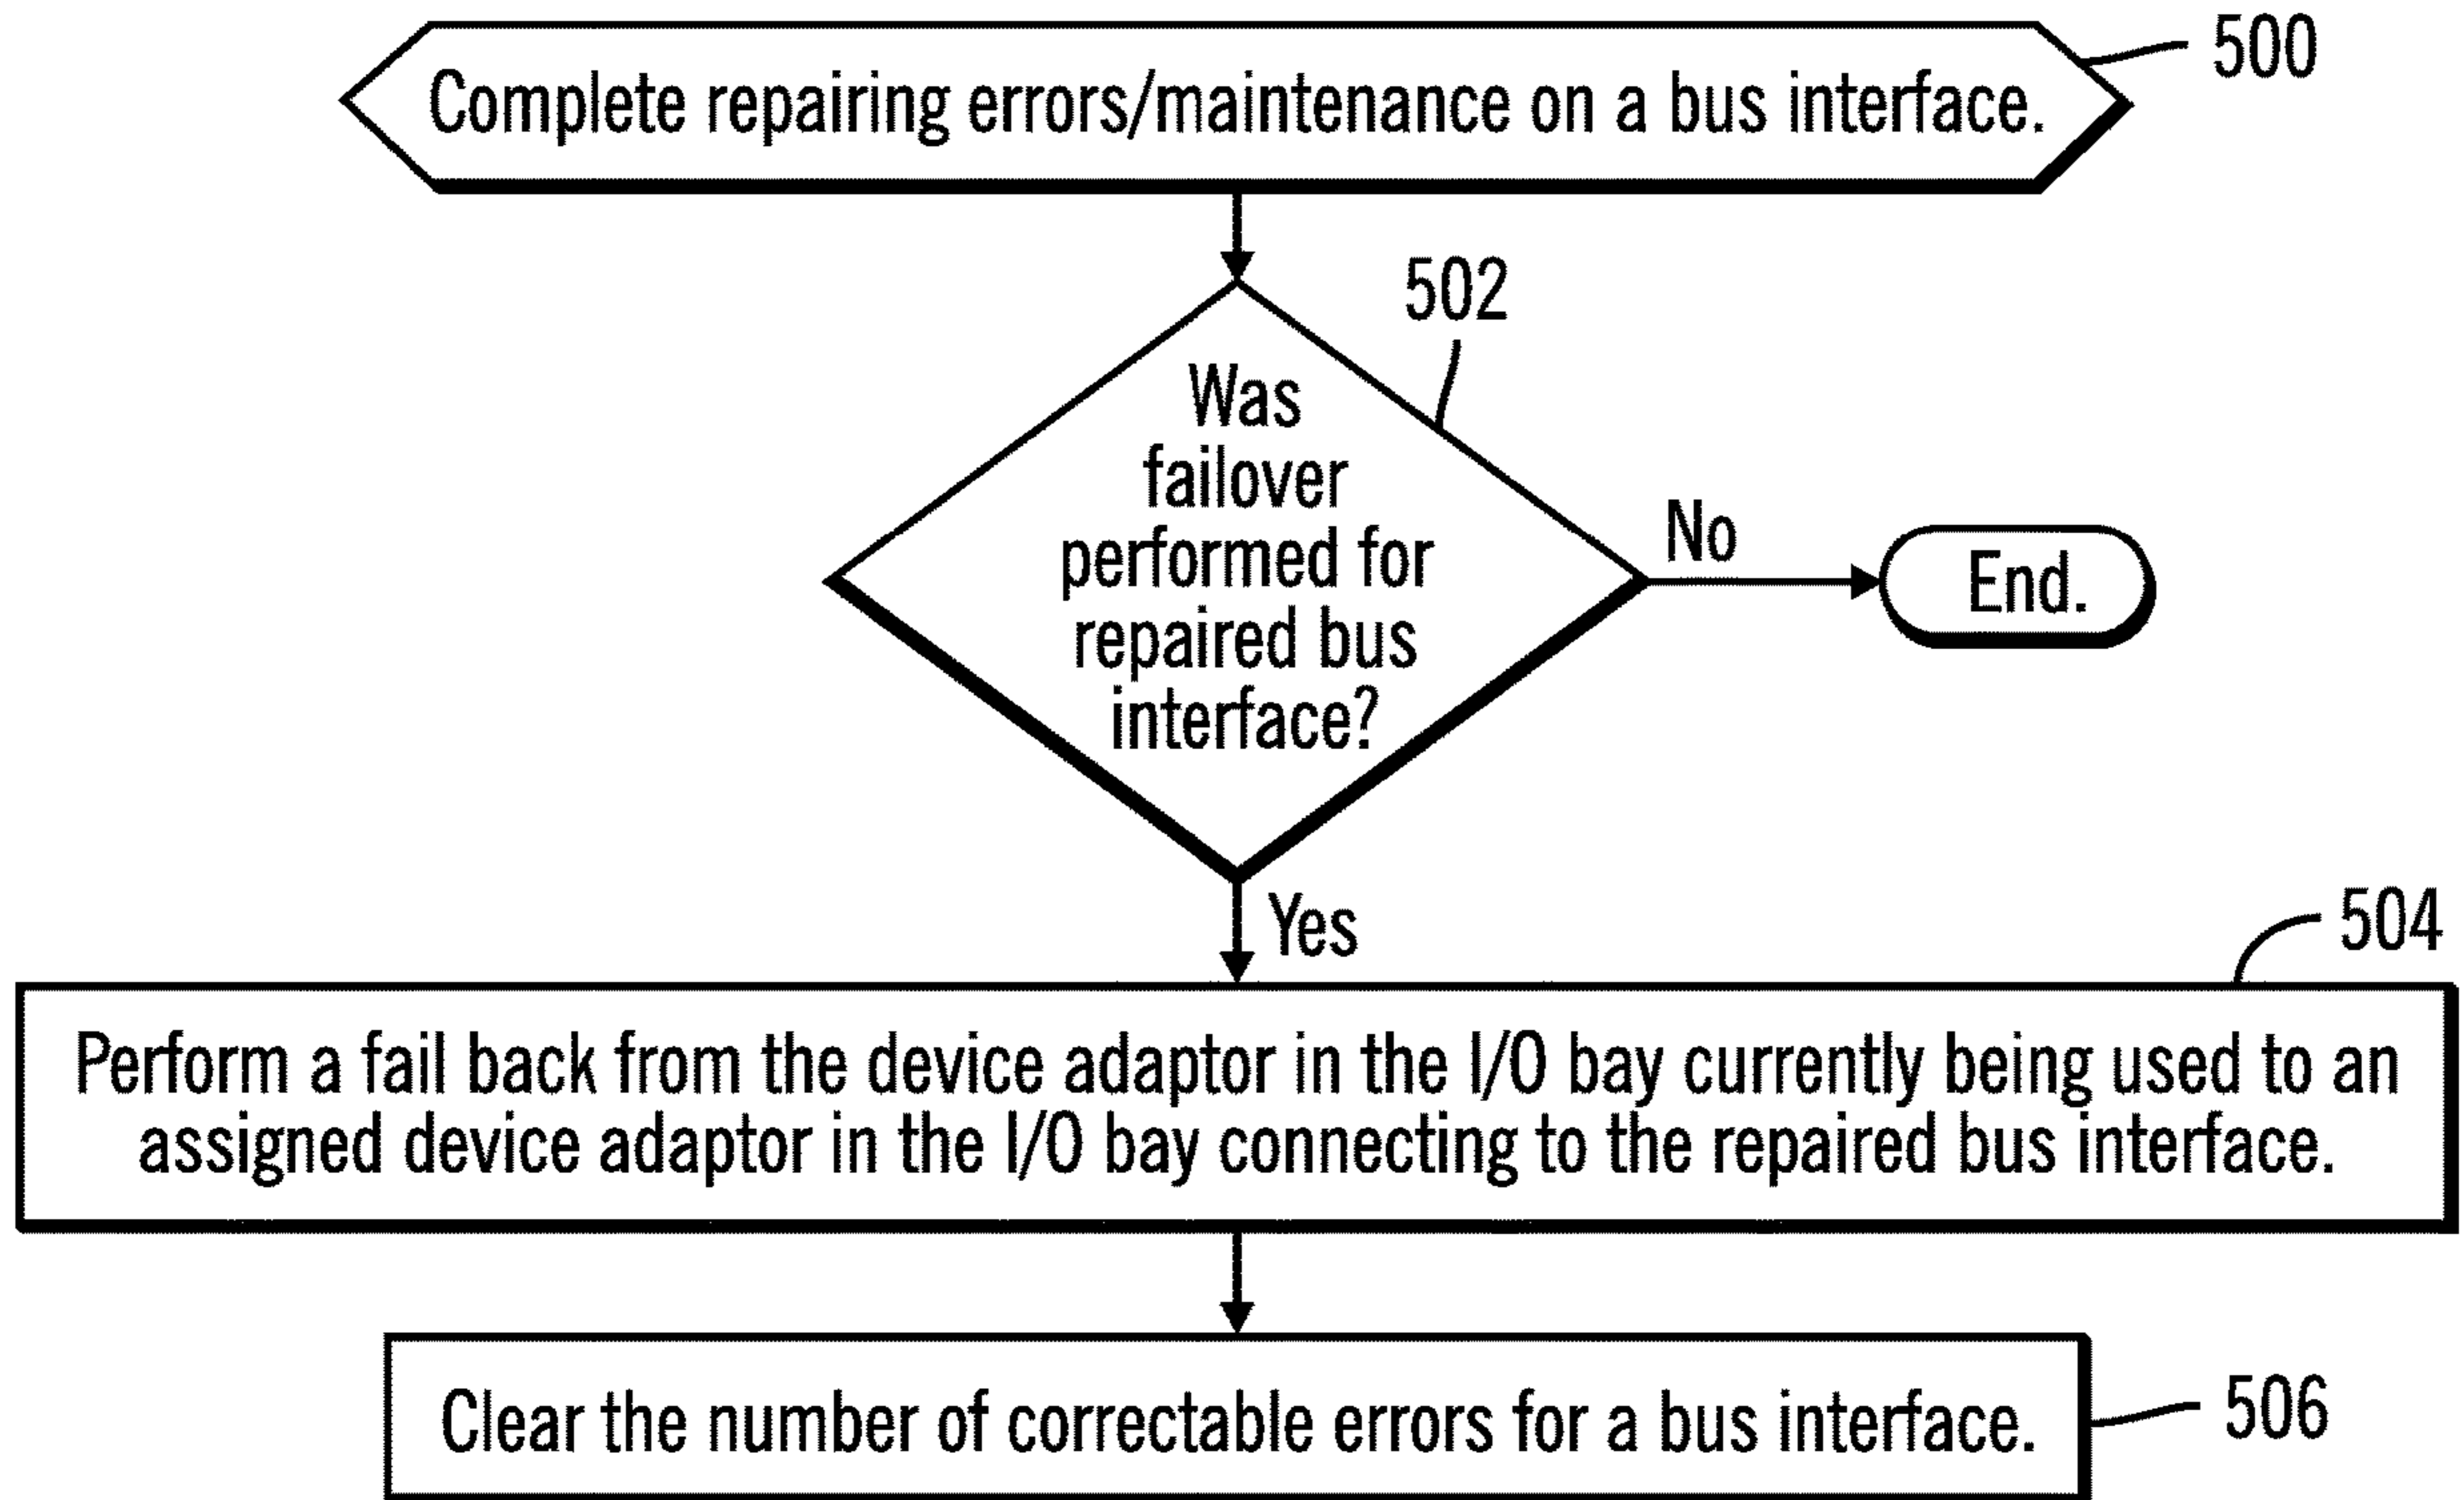 Complete repairing errors/maintenance on a bus interface.
500
502
Was
failover
performed for
repaired bus
interface?
No
End.
Yes
504
Perform a fail back from the device adaptor in the I/O bay currently being used to an
assigned device adaptor in the I/O bay connecting to the repaired bus interface.
Clear the number of correctable errors for a bus interface.
506